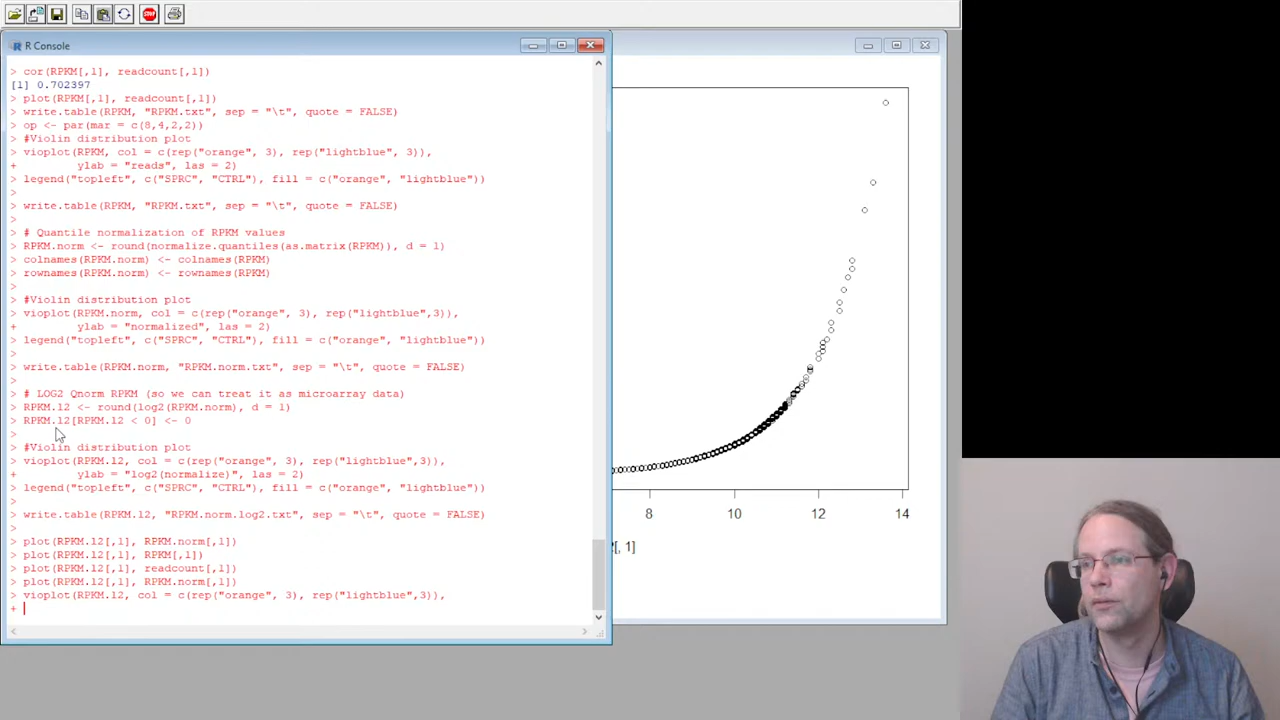 STOP
R Console
> cor(RPKM[,1], readcount[,1])
[1] 0.702397
> plot(RPKM[,1], readcount[,1])
> write.table(RPKM, "RPKM.txt", sep = "\t", quote = FALSE)
> op <- par(mar = c(8,4,2,2))
> #Violin distribution plot
> vioplot(RPKM, col = c(rep("orange", 3), rep("lightblue", 3)),
+ ylab = "reads", las = 2)
> legend("topleft", c("SPRC", "CTRL"), fill = c("orange", "lightblue"))
>
> write.table(RPKM, "RPKM.txt", sep = "\t", quote = FALSE)
>
> # Quantile normalization of RPKM values
> RPKM.norm <- round(normalize.quantiles(as.matrix(RPKM)), d = 1)
> colnames(RPKM.norm) <- colnames(RPKM)
> rownames(RPKM.norm) <- rownames(RPKM)
>
> #Violin distribution plot
> vioplot(RPKM.norm, col = c(rep("orange", 3), rep("lightblue",3)),
+ ylab = "normalized", las = 2)
> legend("topleft", c("SPRC", "CTRL"), fill = c("orange", "lightblue"))
>
> write.table(RPKM.norm, "RPKM.norm.txt", sep = "\t", quote = FALSE)
>
> # LOG2 Qnorm RPKM (so we can treat it as microarray data)
> RPKM.l2 <- round(log2(RPKM.norm), d = 1)
> RPKM.l2[RPKM.l2 < 0] <- 0
>
> #Violin distribution plot
> vioplot(RPKM.l2, col = c(rep("orange", 3), rep("lightblue",3)),
+ ylab = "log2(normalize)", las = 2)
> legend("topleft", c("SPRC", "CTRL"), fill = c("orange", "lightblue"))
>
> write.table(RPKM.l2, "RPKM.norm.log2.txt", sep = "\t", quote = FALSE)
>
> plot(RPKM.l2[,1], RPKM.norm[,1])
> plot(RPKM.l2[,1], RPKM[,1])
> plot(RPKM.l2[,1], readcount[,1])
> plot(RPKM.l2[,1], RPKM.norm[,1])
> vioplot(RPKM.l2, col = c(rep("orange", 3), rep("lightblue",3)),
+
8 10 12 14
[, 1]